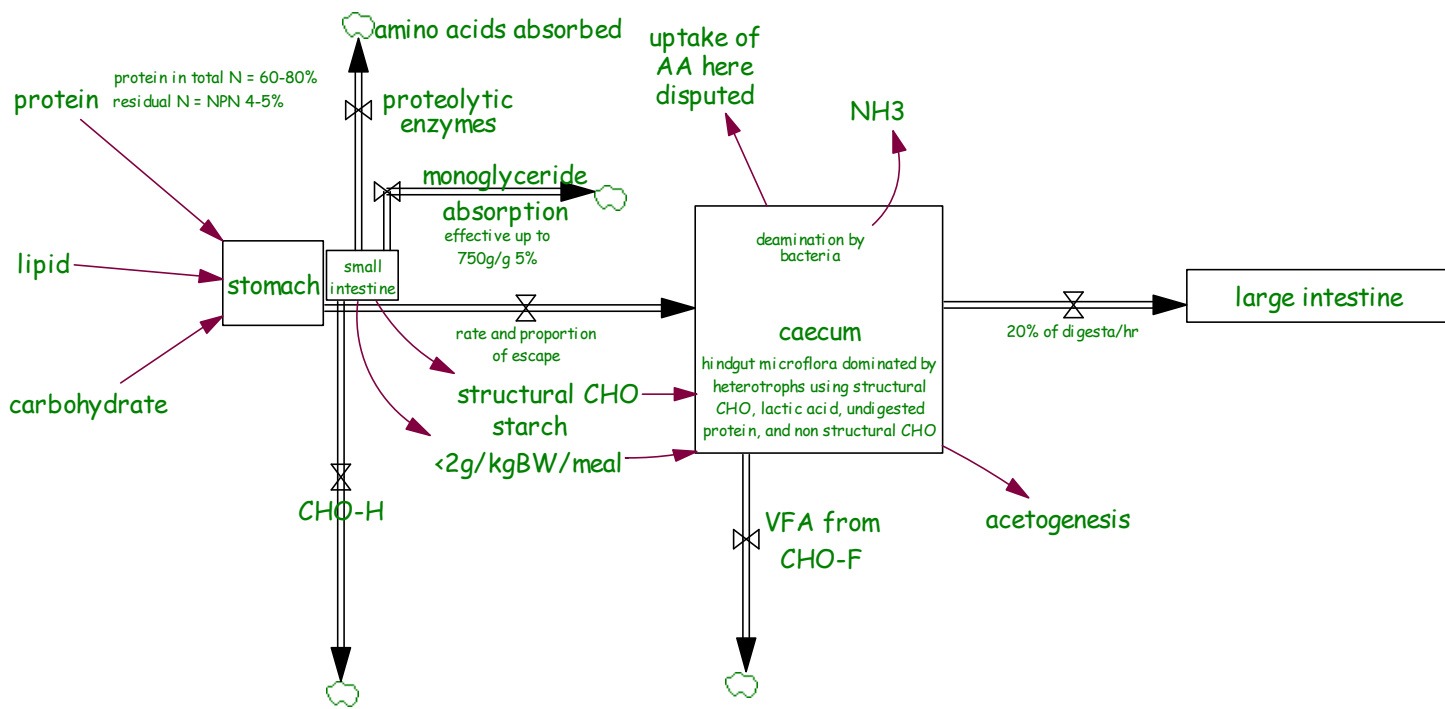 amino acids absorbed
uptake of
AA here
disputed
protein in total N = 60-80%
protein
residual N = NPN 4-5%
proteolytic
enzymes
NH3
monoglyceride
absorption
effective up to
750g/g 5%
deamination by
bacteria
lipid
small
intestine
stomach
large intestine
rate and proportion
of escape
20% of digesta/hr
caecum
hindgut microflora dominated by
heterotrophs using structural
CHO, lactic acid, undigested
protein, and non structural CHO
carbohydrate
structural CHO
starch
<2g/kgBW/meal
CHO-H
VFA from
CHO-F
acetogenesis